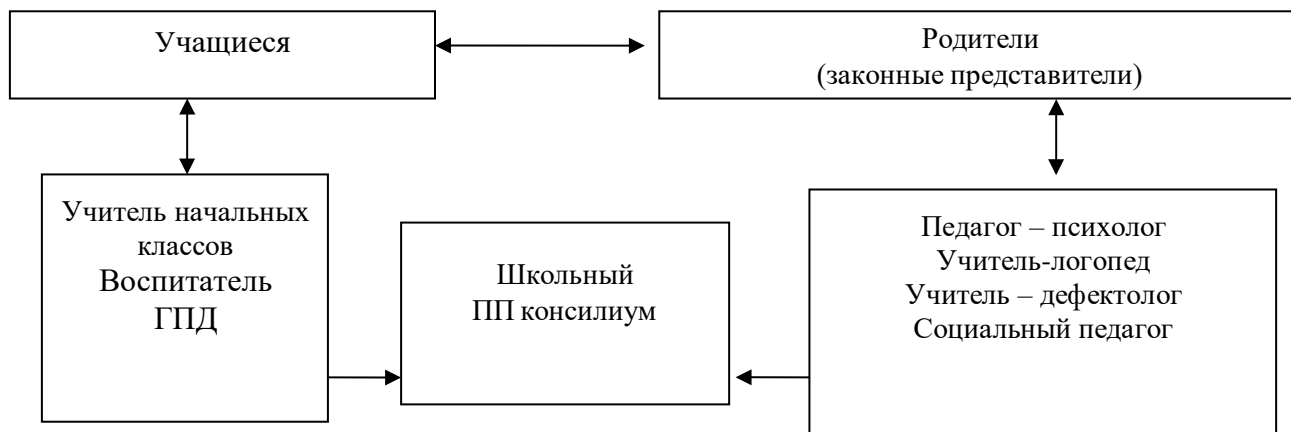 Учащиеся
Родители
(законные представители)
Учитель начальных
классов
Воспитатель
ГПД
Школьный
ПП консилиум
Педагог – психолог
Учитель-логопед
Учитель – дефектолог
Социальный педагог